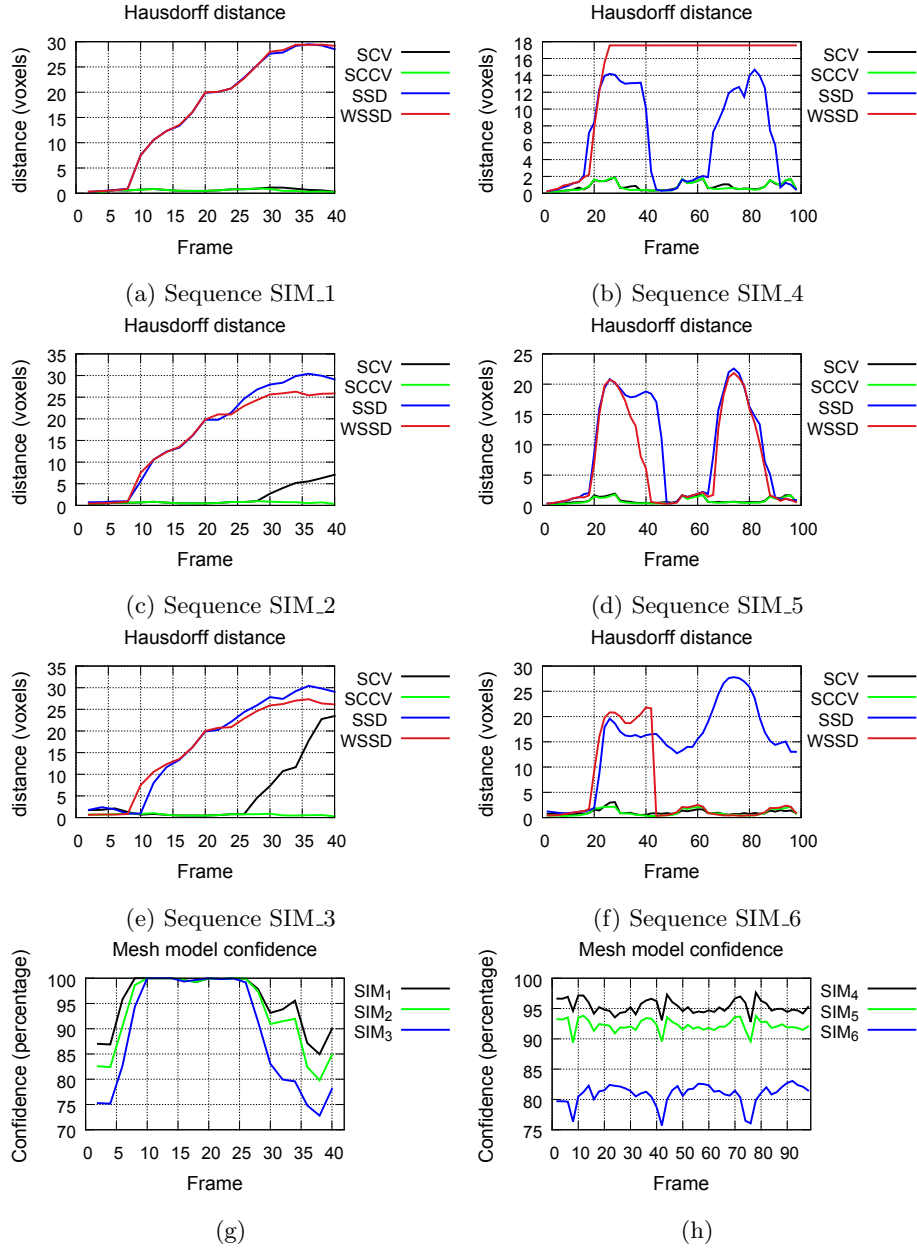 Hausdorff distance
distance (voxels)
30
25
20
15
10
5
0
0 5 10 15 20 25 30 35 40
Frame
SCV
SCCV
SSD
WSSD
(a) Sequence SIM_1
Hausdorff distance
distance (voxels)
18
16
14
12
10
8
6
4
2
0
0 20 40 60 80 100
Frame
SCV
SCCV
SSD
WSSD
(b) Sequence SIM_4
Hausdorff distance
distance (voxels)
35
30
25
20
15
10
5
0
0 5 10 15 20 25 30 35 40
Frame
SCV
SCCV
SSD
WSSD
(c) Sequence SIM_2
Hausdorff distance
distance (voxels)
25
20
15
10
5
0
0 20 40 60 80 100
Frame
SCV
SCCV
SSD
WSSD
(d) Sequence SIM_5
Hausdorff distance
distance (voxels)
35
30
25
20
15
10
5
0
0 5 10 15 20 25 30 35 40
Frame
SCV
SCCV
SSD
WSSD
(e) Sequence SIM_3
Hausdorff distance
distance (voxels)
30
25
20
15
10
5
0
0 20 40 60 80 100
Frame
SCV
SCCV
SSD
WSSD
(f) Sequence SIM_6
Mesh model confidence
Confidence (percentage)
100
95
90
85
80
75
70
0 5 10 15 20 25 30 35 40
Frame
SIM₁
SIM₂
SIM₃
(g)
Mesh model confidence
Confidence (percentage)
100
95
90
85
80
75
0 10 20 30 40 50 60 70 80 90
Frame
SIM₄
SIM₅
SIM₆
(h)